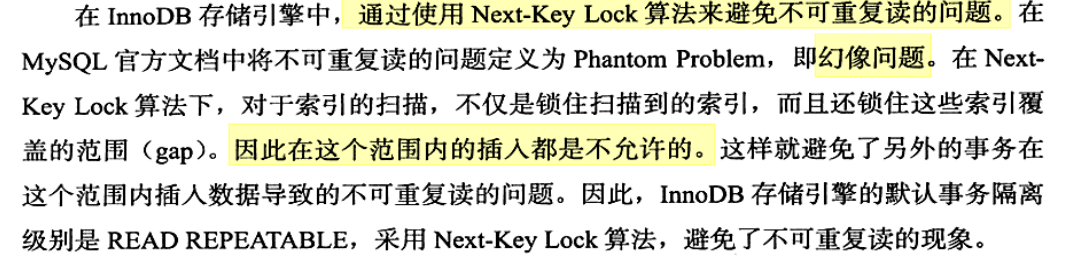 在 InnoDB 存储引擎中，通过使用 Next-Key Lock 算法来避免不可重复读的问题。在
MySQL 官方文档中将不可重复读的问题定义为 Phantom Problem，即幻像问题。在 Next-
Key Lock 算法下，对于索引的扫描，不仅是锁住扫描到的索引，而且还锁住这些索引覆
盖的范围（gap）。因此在这个范围内的插入都是不允许的。这样就避免了另外的事务在
这个范围内插入数据导致的不可重复读的问题。因此，InnoDB 存储引擎的默认事务隔离
级别是 READ REPEATABLE，采用 Next-Key Lock 算法，避免了不可重复读的现象。